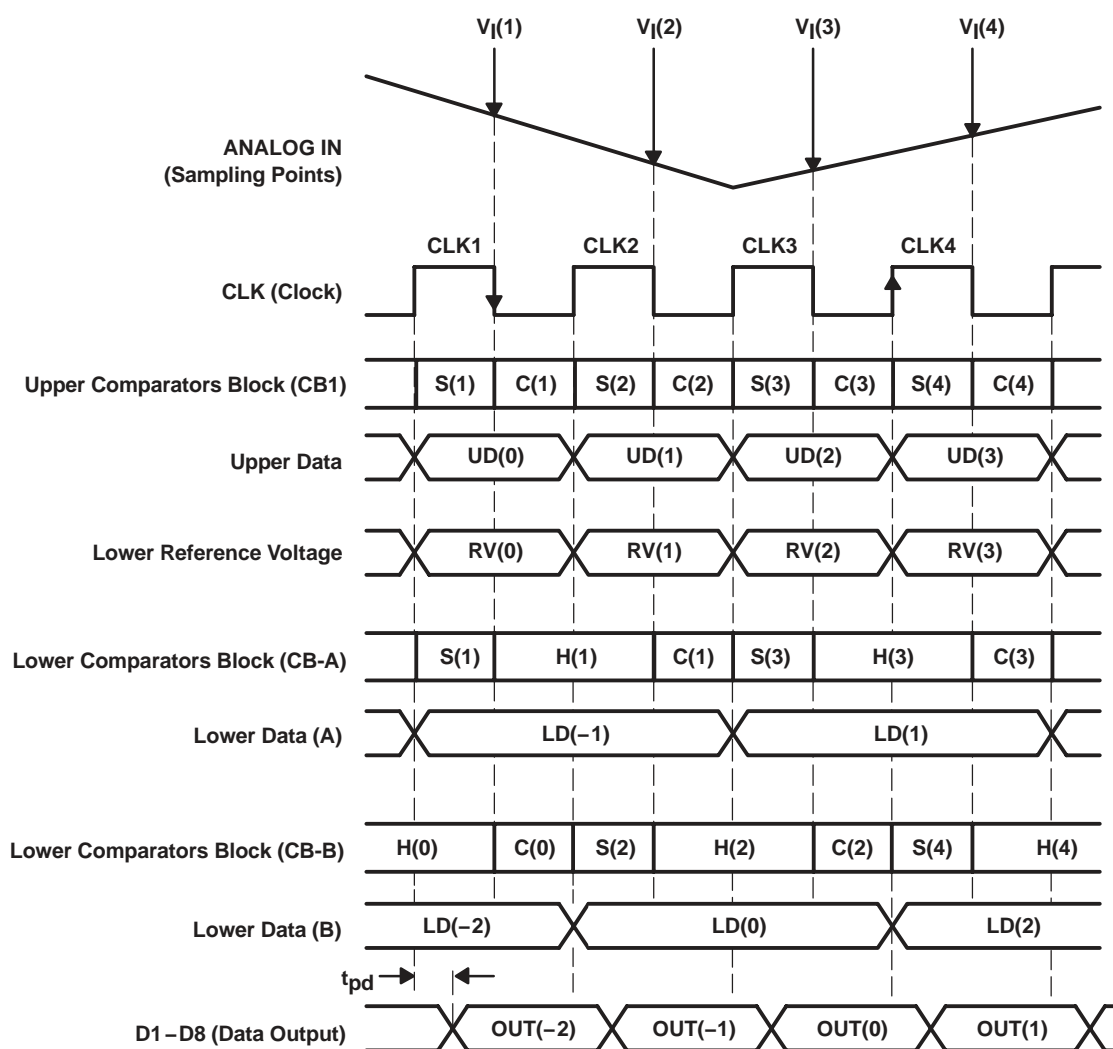 VI(1) VI(2) VI(3) VI(4)
ANALOG IN
(Sampling Points)
CLK1 CLK2 CLK3 CLK4
CLK (Clock)
Upper Comparators Block (CB1) S(1) C(1) S(2) C(2) S(3) C(3) S(4) C(4)
Upper Data UD(0) UD(1) UD(2) UD(3)
Lower Reference Voltage RV(0) RV(1) RV(2) RV(3)
Lower Comparators Block (CB-A) S(1) H(1) C(1) S(3) H(3) C(3)
Lower Data (A) LD(−1) LD(1)
Lower Comparators Block (CB-B) H(0) C(0) S(2) H(2) C(2) S(4) H(4)
Lower Data (B) LD(−2) LD(0) LD(2)
tpd
D1−D8 (Data Output) OUT(−2) OUT(−1) OUT(0) OUT(1)